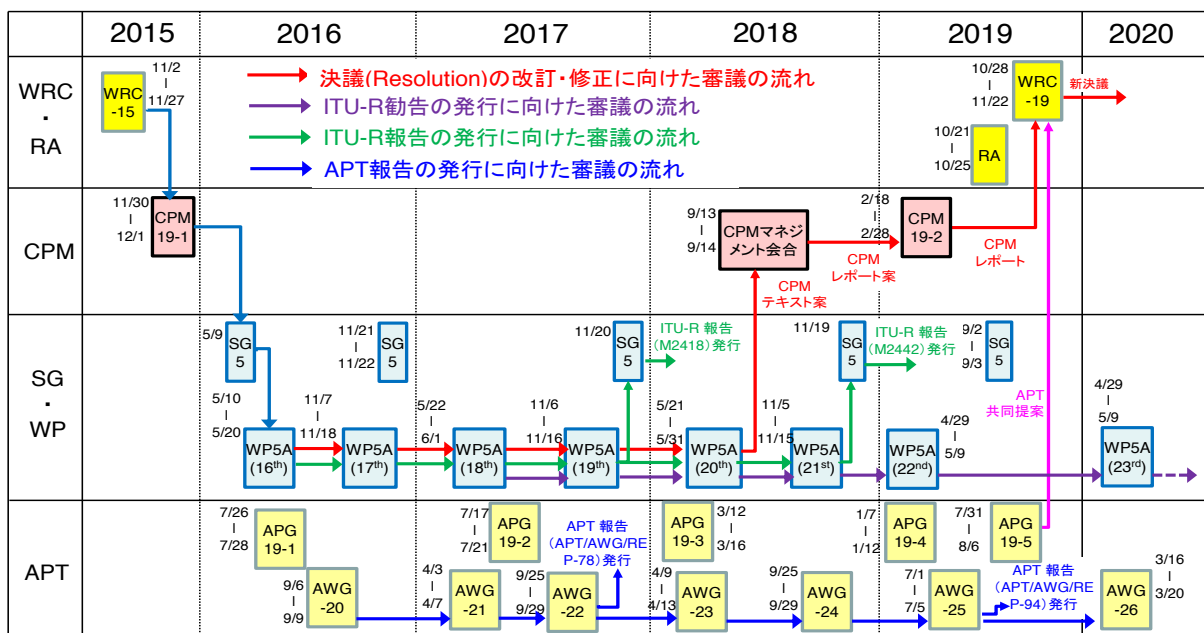 2015 2016 2017 2018 2019 2020
WRC
・
RA
WRC
-15
11/2
|
11/27
決議(Resolution)の改訂・修正に向けた審議の流れ
ITU-R勧告の発行に向けた審議の流れ
ITU-R報告の発行に向けた審議の流れ
APT報告の発行に向けた審議の流れ
10/28
|
11/22
WRC
-19
新決議
10/21
|
10/25
RA
CPM
11/30
|
12/1
CPM
19-1
9/13
|
9/14
CPMマネジ
メント会合
2/18
|
2/28
CPM
レポート案
CPM
19-2
CPM
レポート
CPM
テキスト案
SG
・
WP
5/9
SG
5
11/21
|
11/22
SG
5
11/20
SG
5
ITU-R 報告
(M2418)発行
11/19
SG
5
ITU-R 報告
(M2442)発行
9/2
|
9/3
SG
5
APT
共同提案
5/10
|
5/20
WP5A
(16th)
11/7
|
11/18
WP5A
(17th)
5/22
|
6/1
WP5A
(18th)
11/6
|
11/16
WP5A
(19th)
5/21
|
5/31
WP5A
(20th)
11/5
|
11/15
WP5A
(21st)
WP5A
(22nd)
4/29
|
5/9
4/29
|
5/9
WP5A
(23rd)
APT
7/26
|
7/28
APG
19-1
7/17
|
7/21
APG
19-2
APT 報告
(APT/AWG/RE
P-78)発行
APG
19-3
3/12
|
3/16
1/7
|
1/12
APG
19-4
7/31
|
8/6
APG
19-5
9/6
|
9/9
AWG
-20
4/3
|
4/7
AWG
-21
9/25
|
9/29
AWG
-22
4/9
|
4/13
AWG
-23
9/25
|
9/29
AWG
-24
7/1
|
7/5
AWG
-25
APT 報告
(APT/AWG/RE
P-94)発行
AWG
-26
3/16
|
3/20